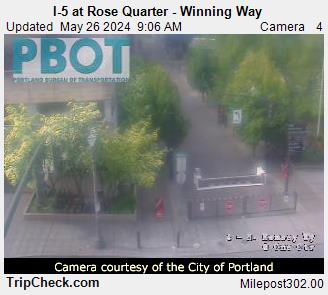 I-5 at Rose Quarter - Winning Way
Updated May 26 2024 9:06 AM Camera 4
PBOT
PORTLAND BUREAU OF TRANSPORTATION
Camera courtesy of the City of Portland
TripCheck.com Milepost302.00